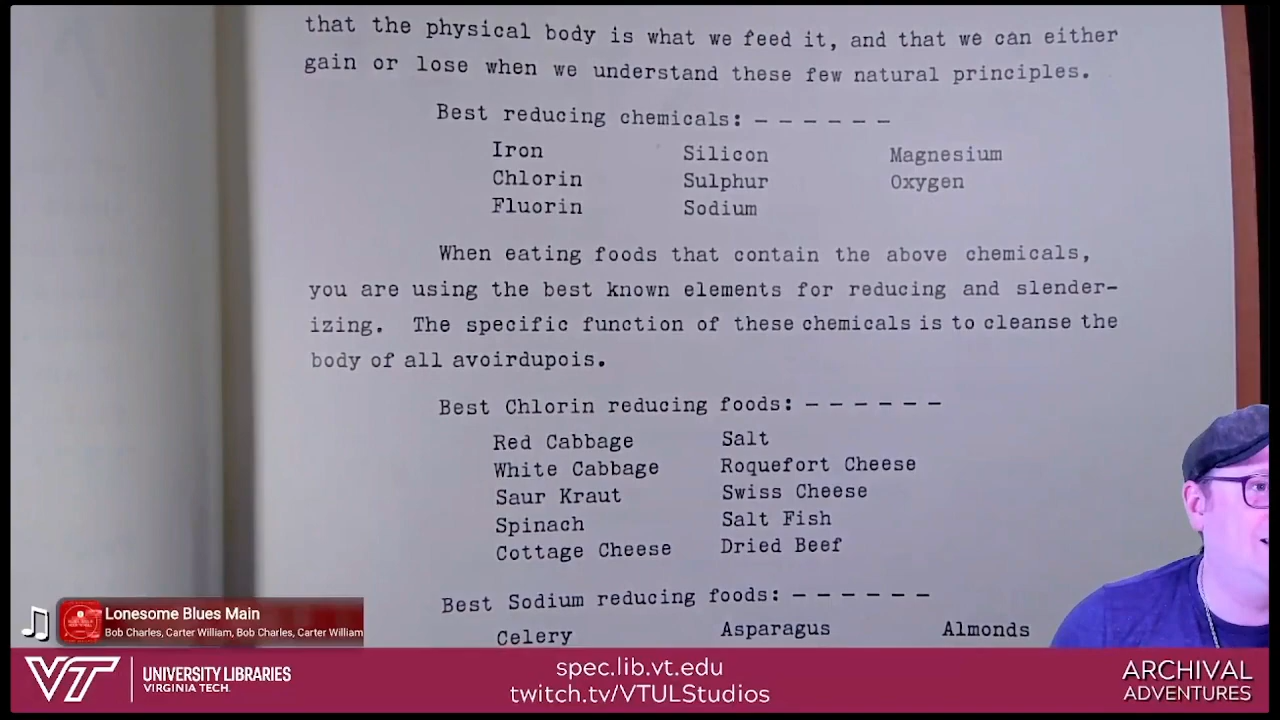 that the physical body is what we feed it, and that we can either
gain or lose when we understand these few natural principles.
Best reducing chemicals: – – – – – –
Iron Silicon Magnesium
Chlorin Sulphur Oxygen
Fluorin Sodium
When eating foods that contain the above chemicals,
you are using the best known elements for reducing and slender-
izing. The specific function of these chemicals is to cleanse the
body of all avoirdupois.
Best Chlorin reducing foods: – – – – – –
Red Cabbage Salt
White Cabbage Roquefort Cheese
Saur Kraut Swiss Cheese
Spinach Salt Fish
Cottage Cheese Dried Beef
Best Sodium reducing foods: – – – – – –
Celery Asparagus Almonds
Lonesome Blues Main
Bob Charles, Carter William, Bob Charles, Carter William
VT
UNIVERSITY LIBRARIES
VIRGINIA TECH.
spec.lib.vt.edu
twitch.tv/VTULStudios
ARCHIVAL
ADVENTURES